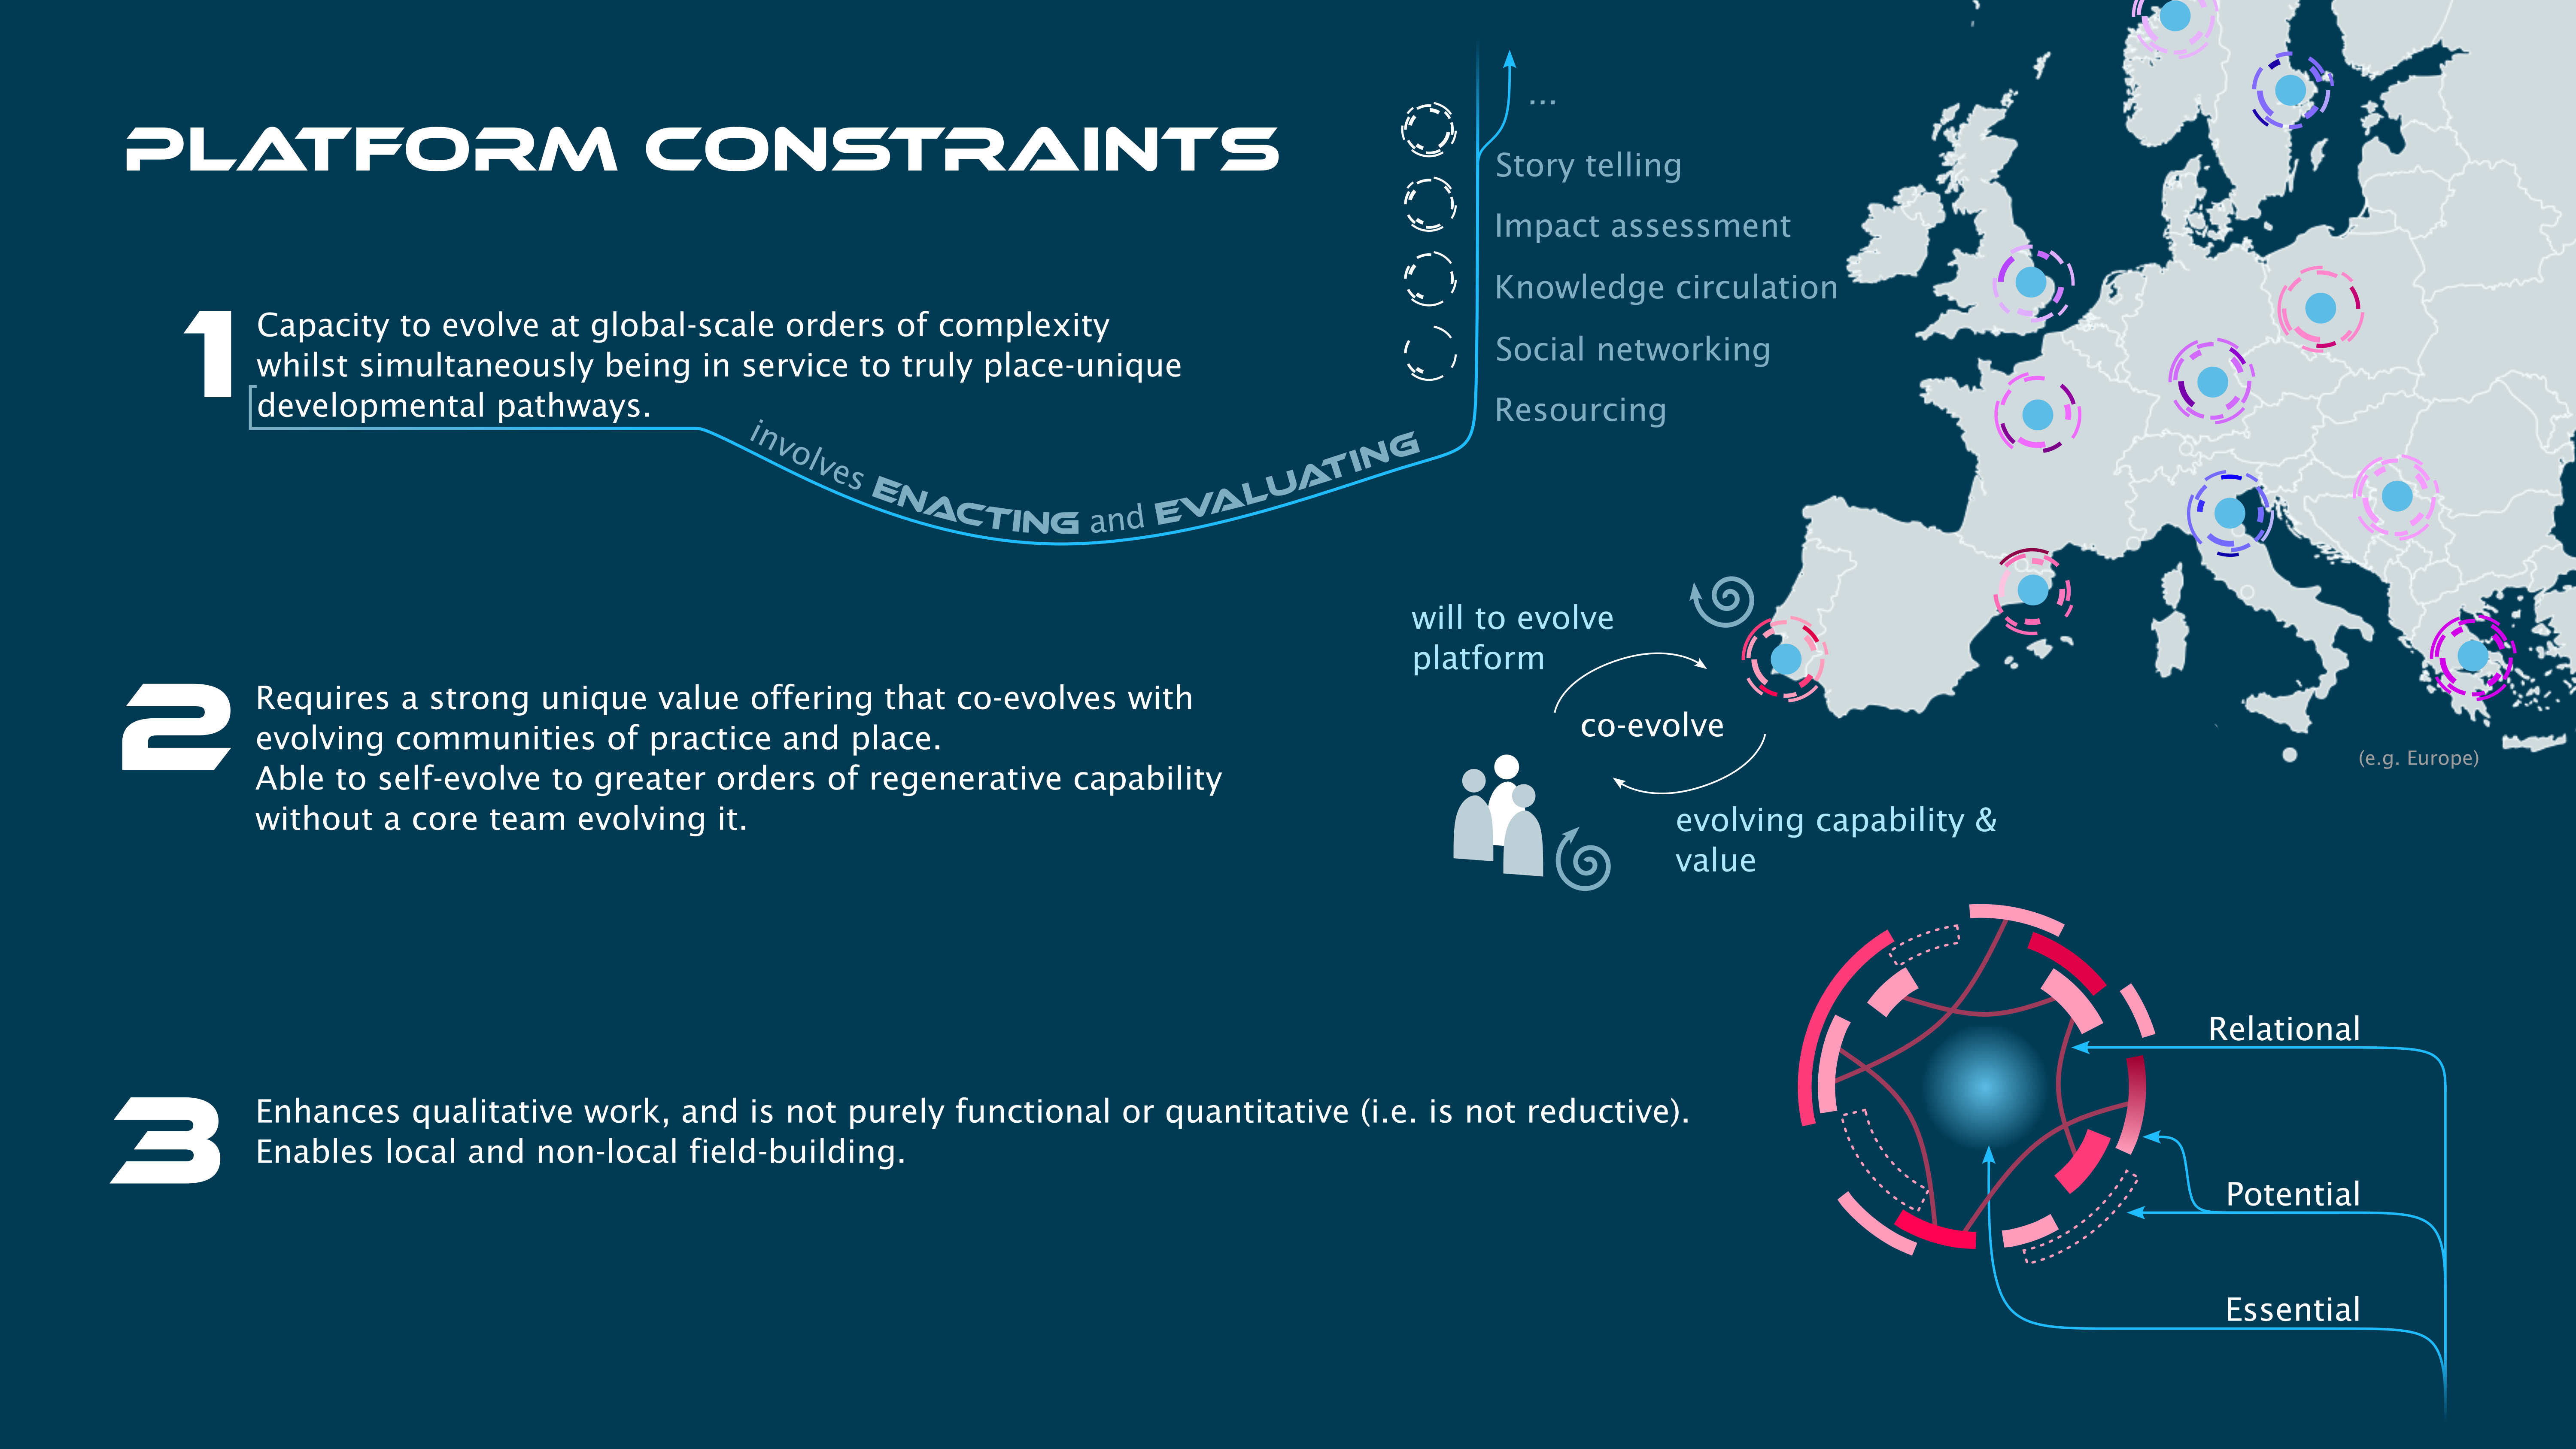 PLATFORM CONSTRAINTS
1
Capacity to evolve at global-scale orders of complexity
whilst simultaneously being in service to truly place-unique
developmental pathways.
involves ENACTING and EVALUATING
...
Story telling
Impact assessment
Knowledge circulation
Social networking
Resourcing
2
Requires a strong unique value offering that co-evolves with
evolving communities of practice and place.
Able to self-evolve to greater orders of regenerative capability
without a core team evolving it.
will to evolve
platform
co-evolve
evolving capability &
value
(e.g. Europe)
3
Enhances qualitative work, and is not purely functional or quantitative (i.e. is not reductive).
Enables local and non-local field-building.
Relational
Potential
Essential